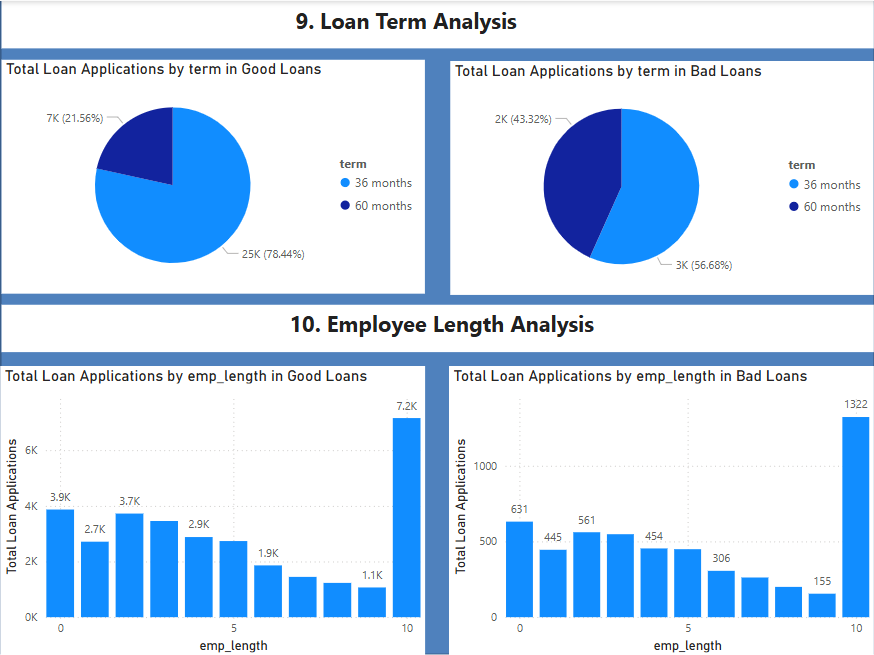 9. Loan Term Analysis
Total Loan Applications by term in Good Loans
7K (21.56%)
25K (78.44%)
term
36 months
60 months
Total Loan Applications by term in Bad Loans
2K (43.32%)
3K (56.68%)
term
36 months
60 months
10. Employee Length Analysis
Total Loan Applications by emp_length in Good Loans
Total Loan Applications
6K
4K
2K
0K
3.9K
2.7K
3.7K
2.9K
1.9K
1.1K
7.2K
0
5
10
emp_length
Total Loan Applications by emp_length in Bad Loans
Total Loan Applications
1000
500
0
631
445
561
454
306
155
1322
0
5
10
emp_length